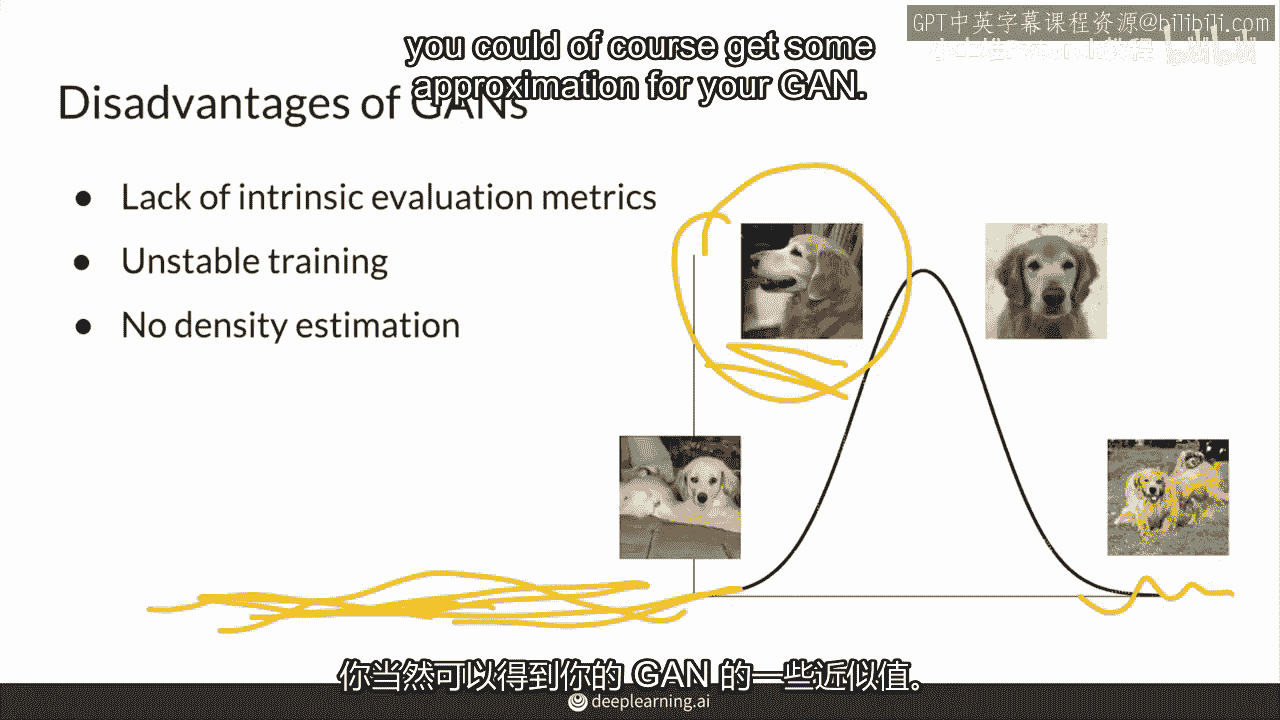 GPT中英字幕课程资源@bilibili.com
you could of course get some
approximation for your GAN.
Disadvantages of GANs
Lack of intrinsic evaluation metrics
Unstable training
No density estimation
你当然可以得到你的 GAN 的一些近似值。
deeplearning.ai